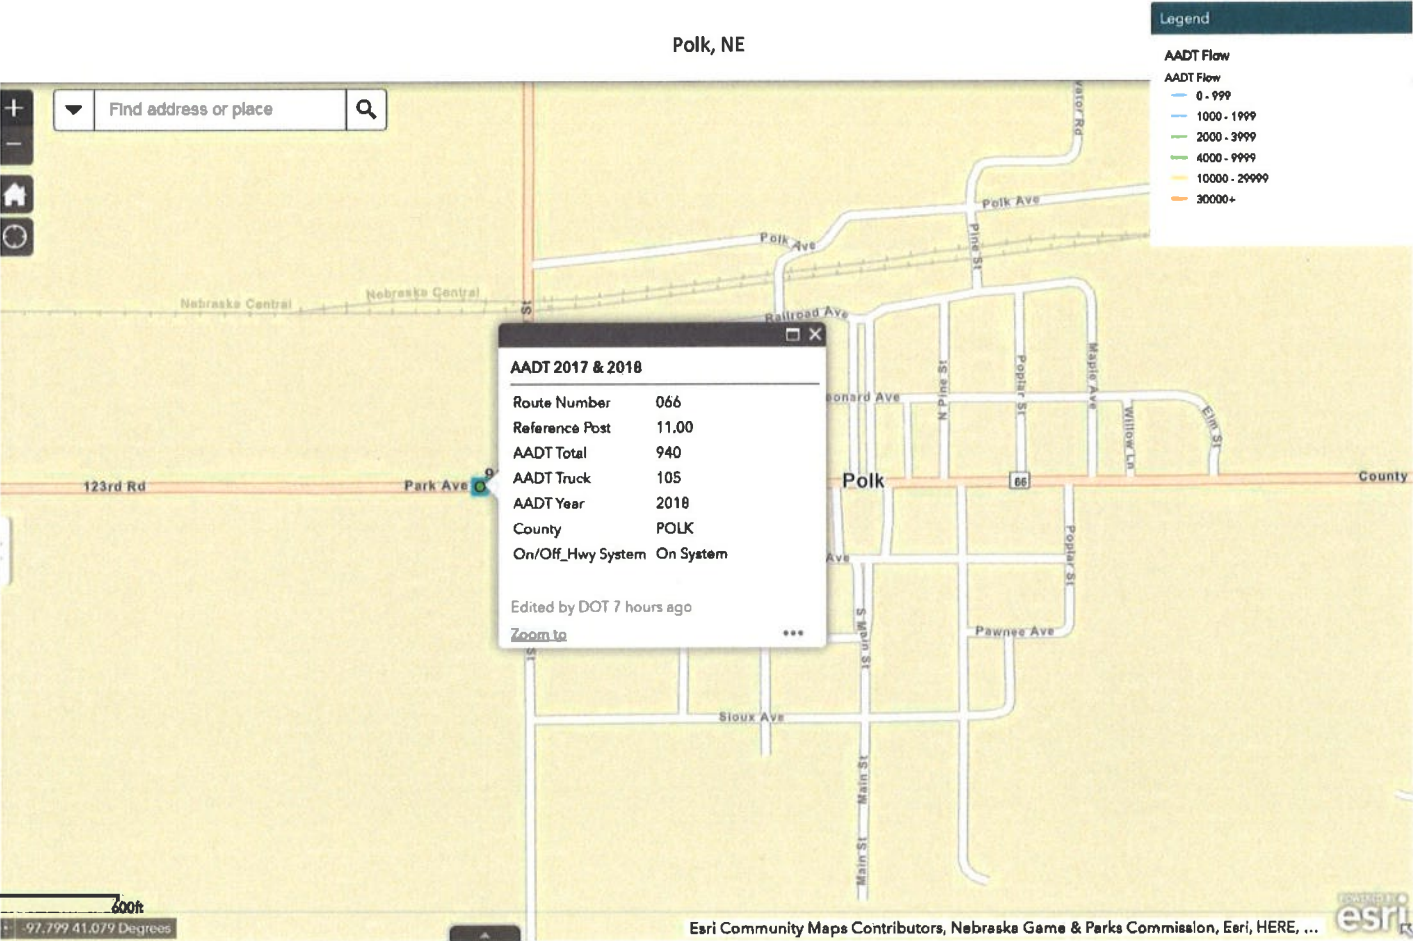 Polk, NE
Legend
AADT Flow
AADT Flow
0 - 999
1000 - 1999
2000 - 3999
4000 - 9999
10000 - 29999
30000+
+
Find address or place
−
Polk Ave
Polk Ave
Pine St
Nebraska Central
Nebraska Central
St
Railroad Ave
AADT 2017 & 2018
Route Number 066
Reference Post 11.00
AADT Total 940
AADT Truck 105
AADT Year 2018
County POLK
On/Off_Hwy System On System
Edited by DOT 7 hours ago
Zoom to
•••
N Pine St
Poplar St
Maple Ave
Willow Ln
Elm St
123rd Rd
Park Ave
Polk
66
County
Ave
Poplar St
S Main St
Pawnee Ave
St
Sioux Ave
Main St
Main St
600ft
-97.799 41.079 Degrees
Esri Community Maps Contributors, Nebraska Game & Parks Commission, Esri, HERE, ...
POWERED BY
esri